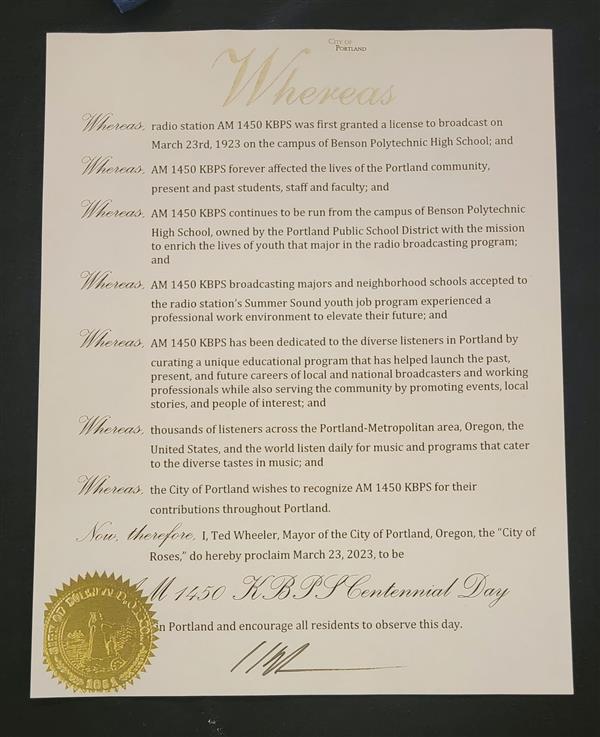 CITY OF
PORTLAND
Whereas
Whereas, radio station AM 1450 KBPS was first granted a license to broadcast on
March 23rd, 1923 on the campus of Benson Polytechnic High School; and
Whereas, AM 1450 KBPS forever affected the lives of the Portland community,
present and past students, staff and faculty; and
Whereas, AM 1450 KBPS continues to be run from the campus of Benson Polytechnic
High School, owned by the Portland Public School District with the mission
to enrich the lives of youth that major in the radio broadcasting program;
and
Whereas, AM 1450 KBPS broadcasting majors and neighborhood schools accepted to
the radio station's Summer Sound youth job program experienced a
professional work environment to elevate their future; and
Whereas, AM 1450 KBPS has been dedicated to the diverse listeners in Portland by
curating a unique educational program that has helped launch the past,
present, and future careers of local and national broadcasters and working
professionals while also serving the community by promoting events, local
stories, and people of interest; and
Whereas, thousands of listeners across the Portland-Metropolitan area, Oregon, the
United States, and the world listen daily for music and programs that cater
to the diverse tastes in music; and
Whereas, the City of Portland wishes to recognize AM 1450 KBPS for their
contributions throughout Portland.
Now, therefore, I, Ted Wheeler, Mayor of the City of Portland, Oregon, the "City of
Roses," do hereby proclaim March 23, 2023, to be
AM 1450 KBPS Centennial Day
in Portland and encourage all residents to observe this day.
1851